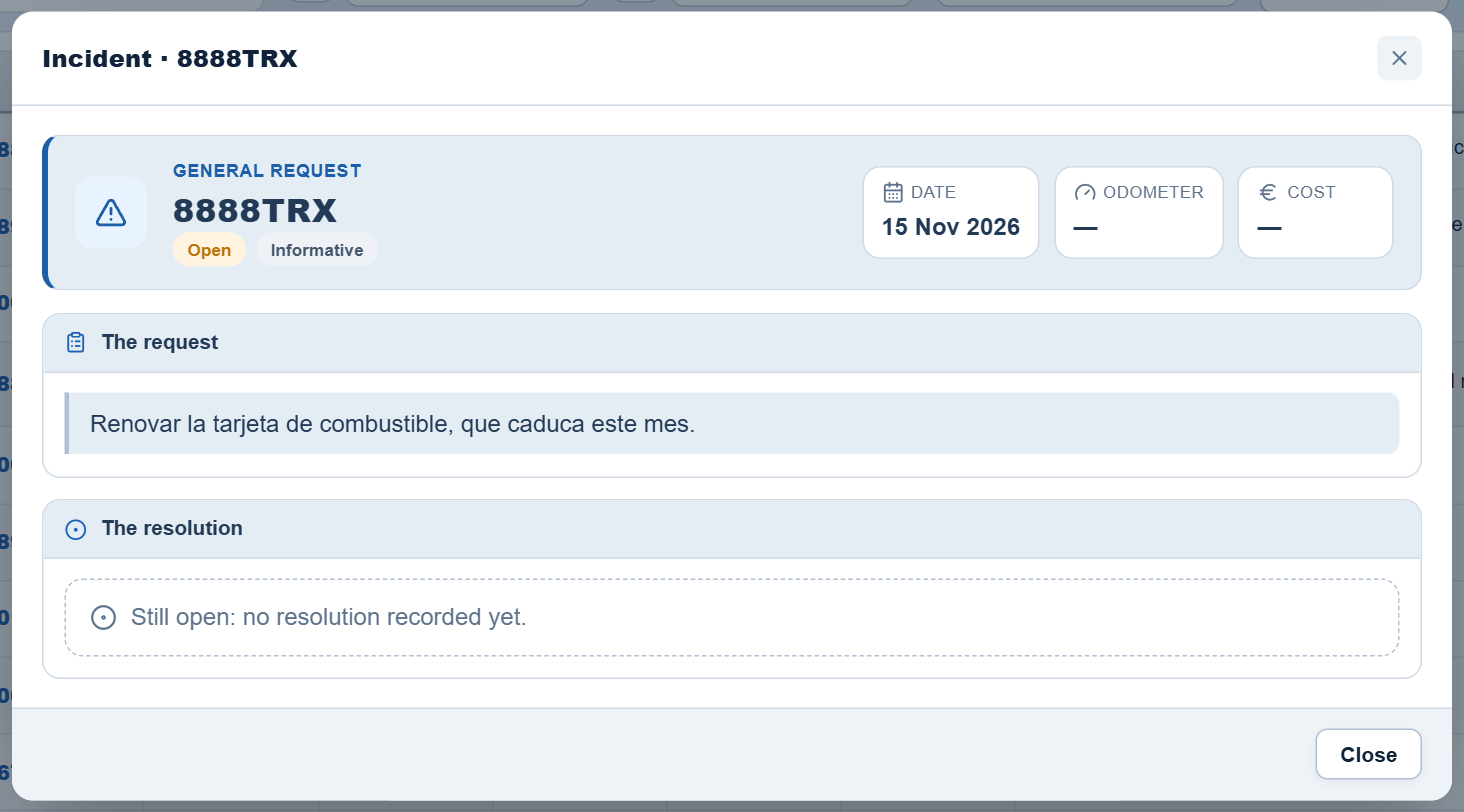 Incident · 8888TRX
GENERAL REQUEST
8888TRX
Open
Informative
DATE
15 Nov 2026
ODOMETER
—
COST
—
The request
Renovar la tarjeta de combustible, que caduca este mes.
The resolution
Still open: no resolution recorded yet.
Close